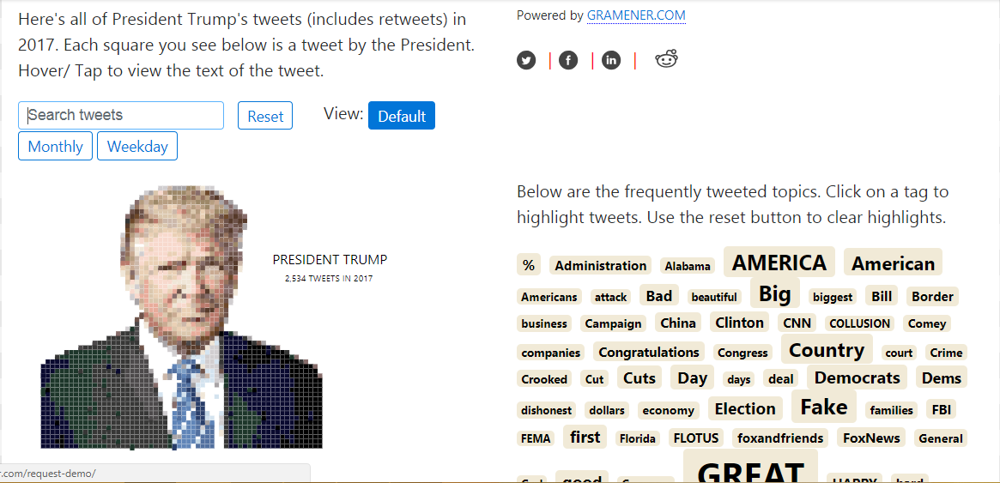 Here's all of President Trump's tweets (includes retweets) in
2017. Each square you see below is a tweet by the President.
Hover/ Tap to view the text of the tweet.
Search tweets
Reset
View: Default
Monthly
Weekday
PRESIDENT TRUMP
2,534 TWEETS IN 2017
r.com/request-demo/
Powered by GRAMENER.COM
Below are the frequently tweeted topics. Click on a tag to
highlight tweets. Use the reset button to clear highlights.
% Administration Alabama AMERICA American
Americans attack Bad beautiful Big biggest Bill Border
business Campaign China Clinton CNN COLLUSION Comey
companies Congratulations Congress Country court Crime
Crooked Cut Cuts Day days deal Democrats Dems
dishonest dollars economy Election Fake families FBI
FEMA first Florida FLOTUS foxandfriends FoxNews General
good GREAT HAPPY hard